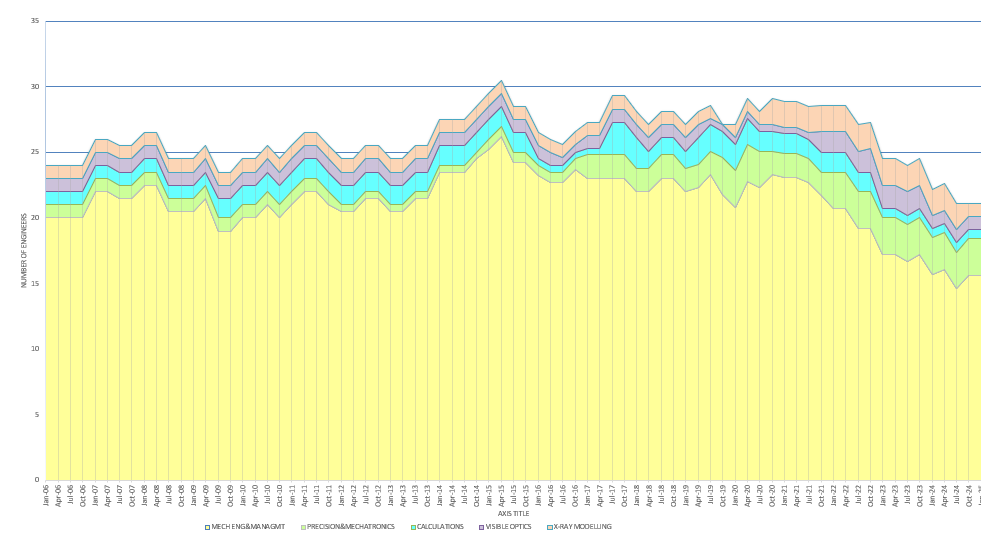 35
30
25
20
15
10
5
0
NUMBER OF ENGINEERS
Jan-06 Apr-06 Jul-06 Oct-06 Jan-07 Apr-07 Jul-07 Oct-07 Jan-08 Apr-08 Jul-08 Oct-08 Jan-09 Apr-09 Jul-09 Oct-09 Jan-10 Apr-10 Jul-10 Oct-10 Jan-11 Apr-11 Jul-11 Oct-11 Jan-12 Apr-12 Jul-12 Oct-12 Jan-13 Apr-13 Jul-13 Oct-13 Jan-14 Apr-14 Jul-14 Oct-14 Jan-15 Apr-15 Jul-15 Oct-15 Jan-16 Apr-16 Jul-16 Oct-16 Jan-17 Apr-17 Jul-17 Oct-17 Jan-18 Apr-18 Jul-18 Oct-18 Jan-19 Apr-19 Jul-19 Oct-19 Jan-20 Apr-20 Jul-20 Oct-20 Jan-21 Apr-21 Jul-21 Oct-21 Jan-22 Apr-22 Jul-22 Oct-22 Jan-23 Apr-23 Jul-23 Oct-23 Jan-24 Apr-24 Jul-24 Oct-24
AXIS TITLE
MECH ENG&MANAGMT PRECISION&MECHATRONICS CALCULATIONS VISIBLE OPTICS X-RAY MODELLING